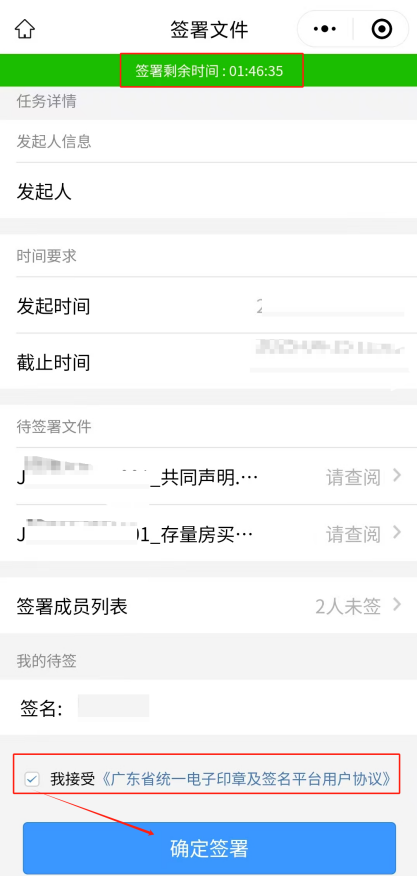 签署文件
签署剩余时间 : 01:46:35
任务详情
发起人信息
发起人
时间要求
发起时间
截止时间
待签署文件
J _共同声明.… 请查阅
J 01_存量房买… 请查阅
签署成员列表 2人未签
我的待签
签名:
我接受《广东省统一电子印章及签名平台用户协议》
确定签署